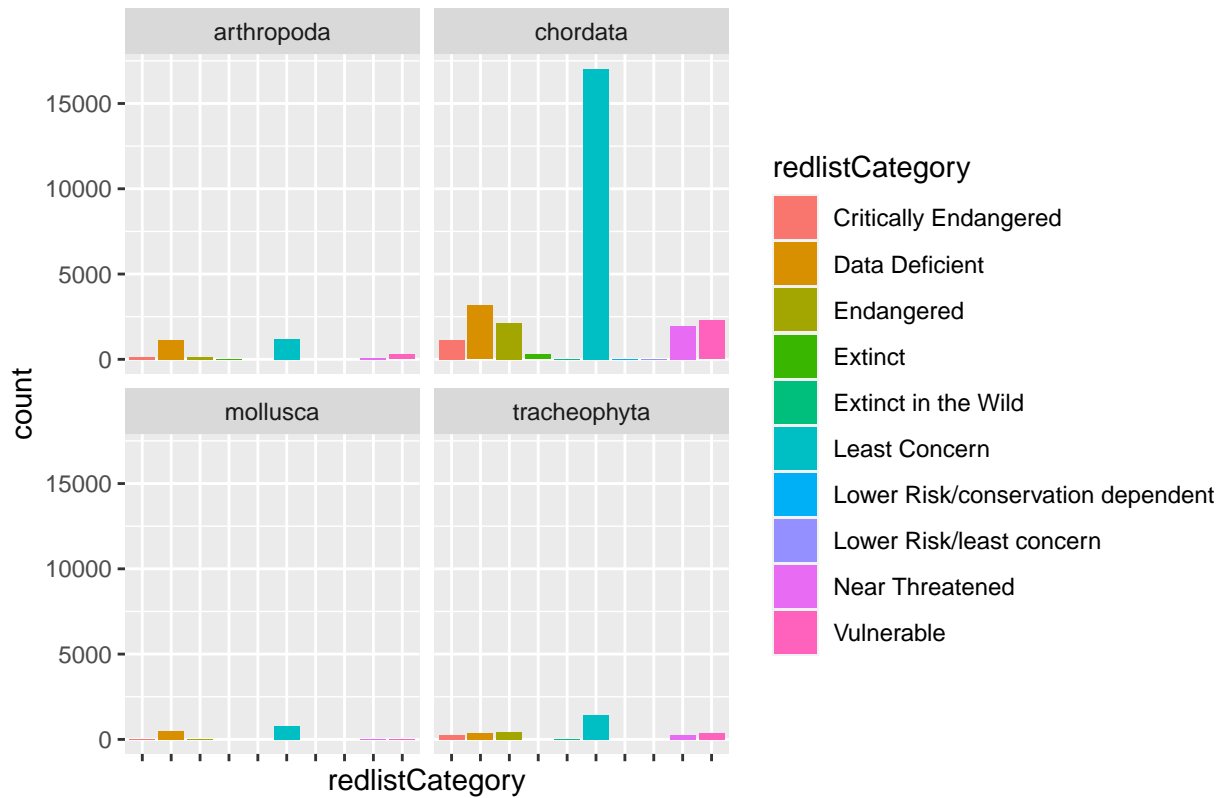 arthropoda
chordata
15000
10000
5000
0
mollusca
tracheophyta
15000
10000
5000
0
count
redlistCategory
redlistCategory
Critically Endangered
Data Deficient
Endangered
Extinct
Extinct in the Wild
Least Concern
Lower Risk/conservation dependent
Lower Risk/least concern
Near Threatened
Vulnerable